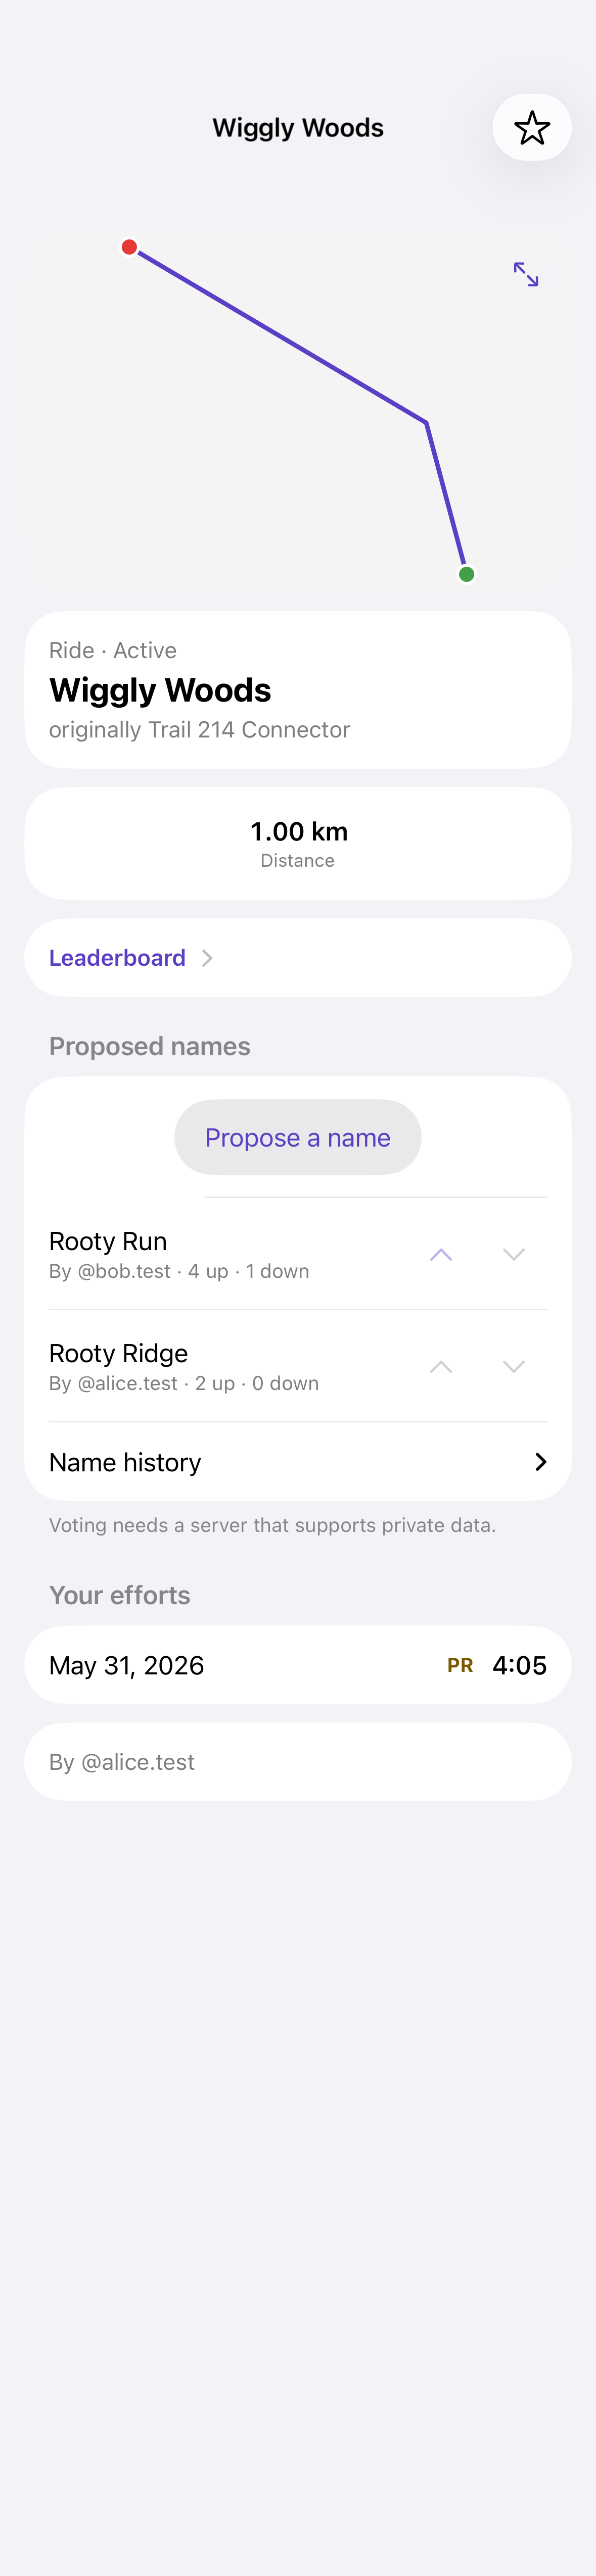 Wiggly Woods
Ride · Active
Wiggly Woods
originally Trail 214 Connector
1.00 km
Distance
Leaderboard
Proposed names
Propose a name
Rooty Run
By @bob.test · 4 up · 1 down
Rooty Ridge
By @alice.test · 2 up · 0 down
Name history
Voting needs a server that supports private data.
Your efforts
May 31, 2026 PR 4:05
By @alice.test